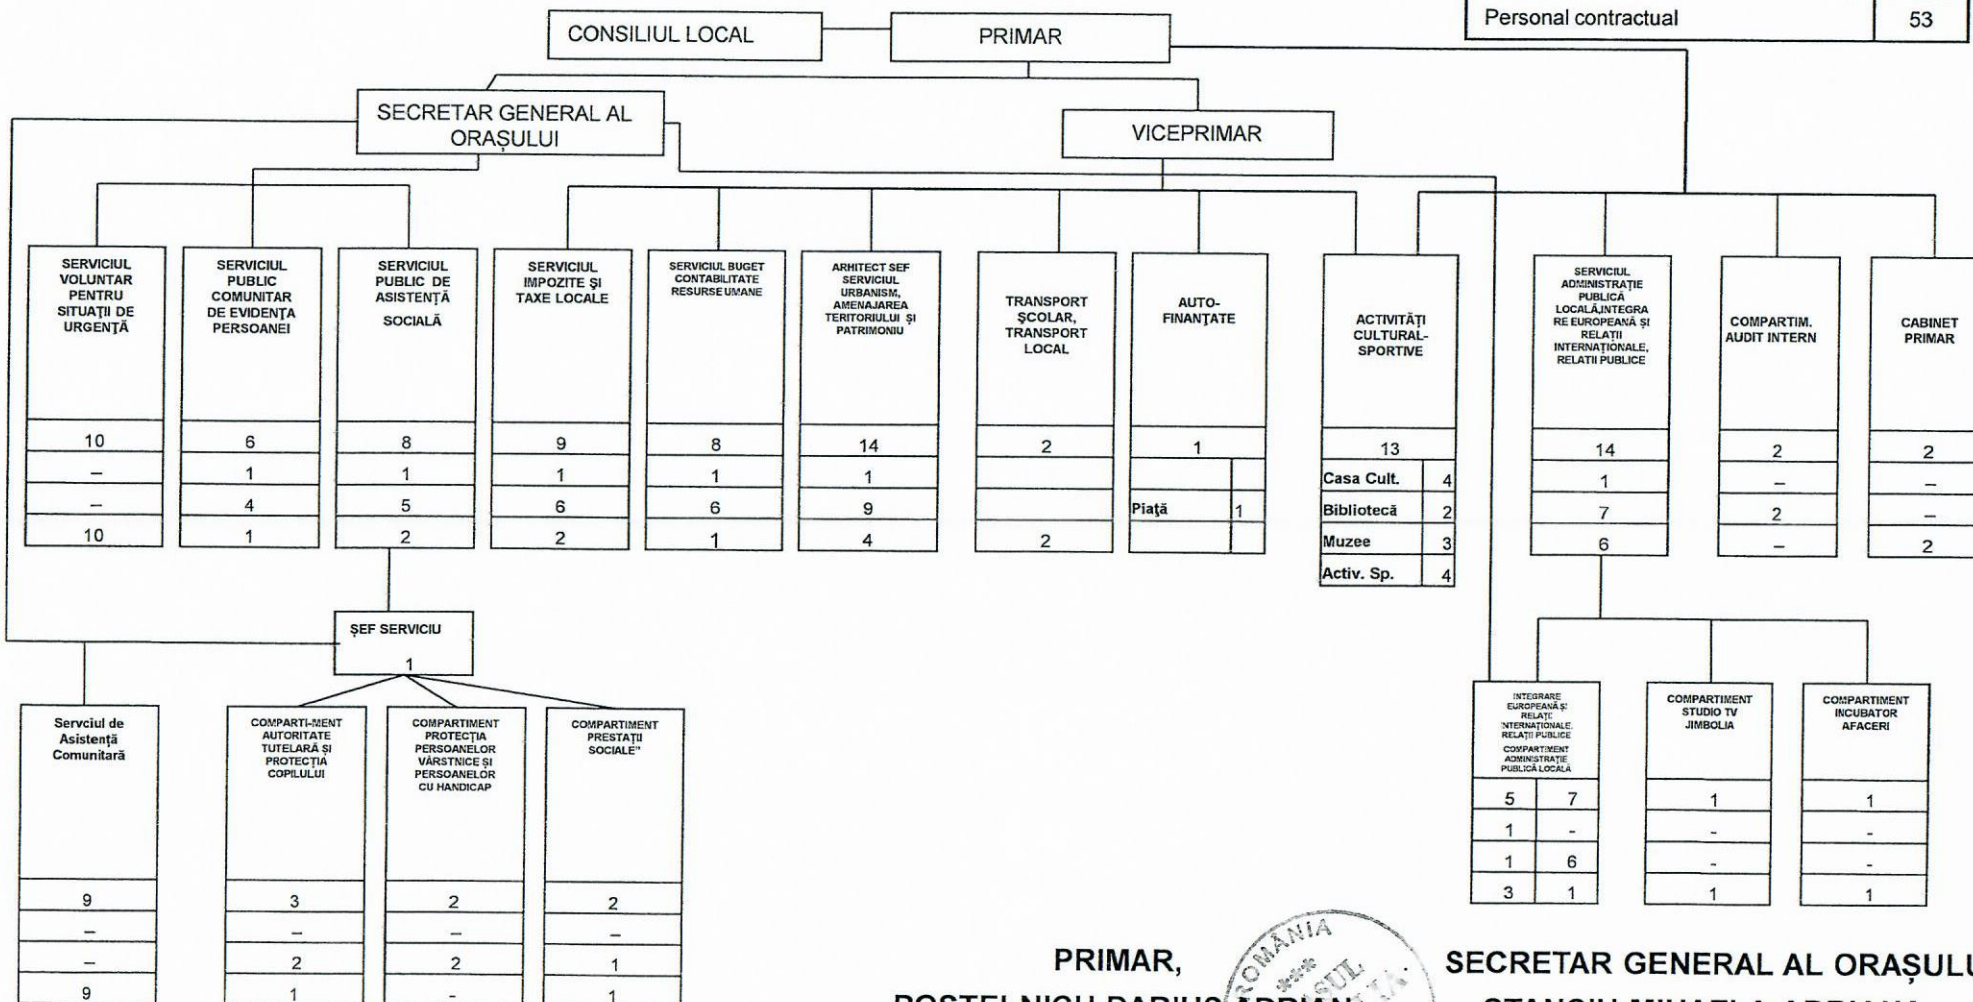 Personal contractual 53
CONSILIUL LOCAL
PRIMAR
SECRETAR GENERAL AL
ORAȘULUI
VICEPRIMAR
SERVICIUL
VOLUNTAR
PENTRU
SITUAȚII DE
URGENȚĂ
10
–
–
10
SERVICIUL
PUBLIC
COMUNITAR
DE EVIDENȚA
PERSOANEI
6
1
4
1
SERVICIUL
PUBLIC DE
ASISTENȚĂ
SOCIALĂ
8
1
5
2
SERVICIUL
IMPOZITE ȘI
TAXE LOCALE
9
1
6
2
SERVICIUL BUGET
CONTABILITATE
RESURSE UMANE
8
1
6
1
ARHITECT SEF
SERVICIUL
URBANISM,
AMENAJAREA
TERITORIULUI ȘI
PATRIMONIU
14
1
9
4
TRANSPORT
ȘCOLAR,
TRANSPORT
LOCAL
2
2
AUTO-
FINANȚATE
1
Piață 1
ACTIVITĂȚI
CULTURAL-
SPORTIVE
13
Casa Cult. 4
Bibliotecă 2
Muzee 3
Activ. Sp. 4
SERVICIUL
ADMINISTRAȚIE
PUBLICĂ
LOCALĂ,INTEGRA
RE EUROPEANĂ ȘI
RELAȚII
INTERNAȚIONALE,
RELATII PUBLICE
14
1
7
6
COMPARTIM.
AUDIT INTERN
2
–
2
–
CABINET
PRIMAR
2
–
–
2
ȘEF SERVICIU
1
Servciul de
Asistență
Comunitară
9
–
–
9
COMPARTI-MENT
AUTORITATE
TUTELARĂ ȘI
PROTECȚIA
COPILULUI
3
–
2
1
COMPARTIMENT
PROTECȚIA
PERSOANELOR
VÂRSTNICE ȘI
PERSOANELOR
CU HANDICAP
2
–
2
-
COMPARTIMENT
PRESTAȚII
SOCIALE"
2
–
1
1
INTEGRARE
EUROPEANĂ ȘI
RELAȚII
INTERNAȚIONALE,
RELAȚII PUBLICE
COMPARTIMENT
ADMINISTRAȚIE
PUBLICĂ LOCALĂ
5 7
1 -
1 6
3 1
COMPARTIMENT
STUDIO TV
JIMBOLIA
1
-
-
1
COMPARTIMENT
INCUBATOR
AFACERI
1
-
-
1
PRIMAR,
POSTELNICU DARIUS ADRIAN
ROMÂNIA
SECRETAR GENERAL AL ORAȘULU
STANCIU MIHAELA ADRIANA